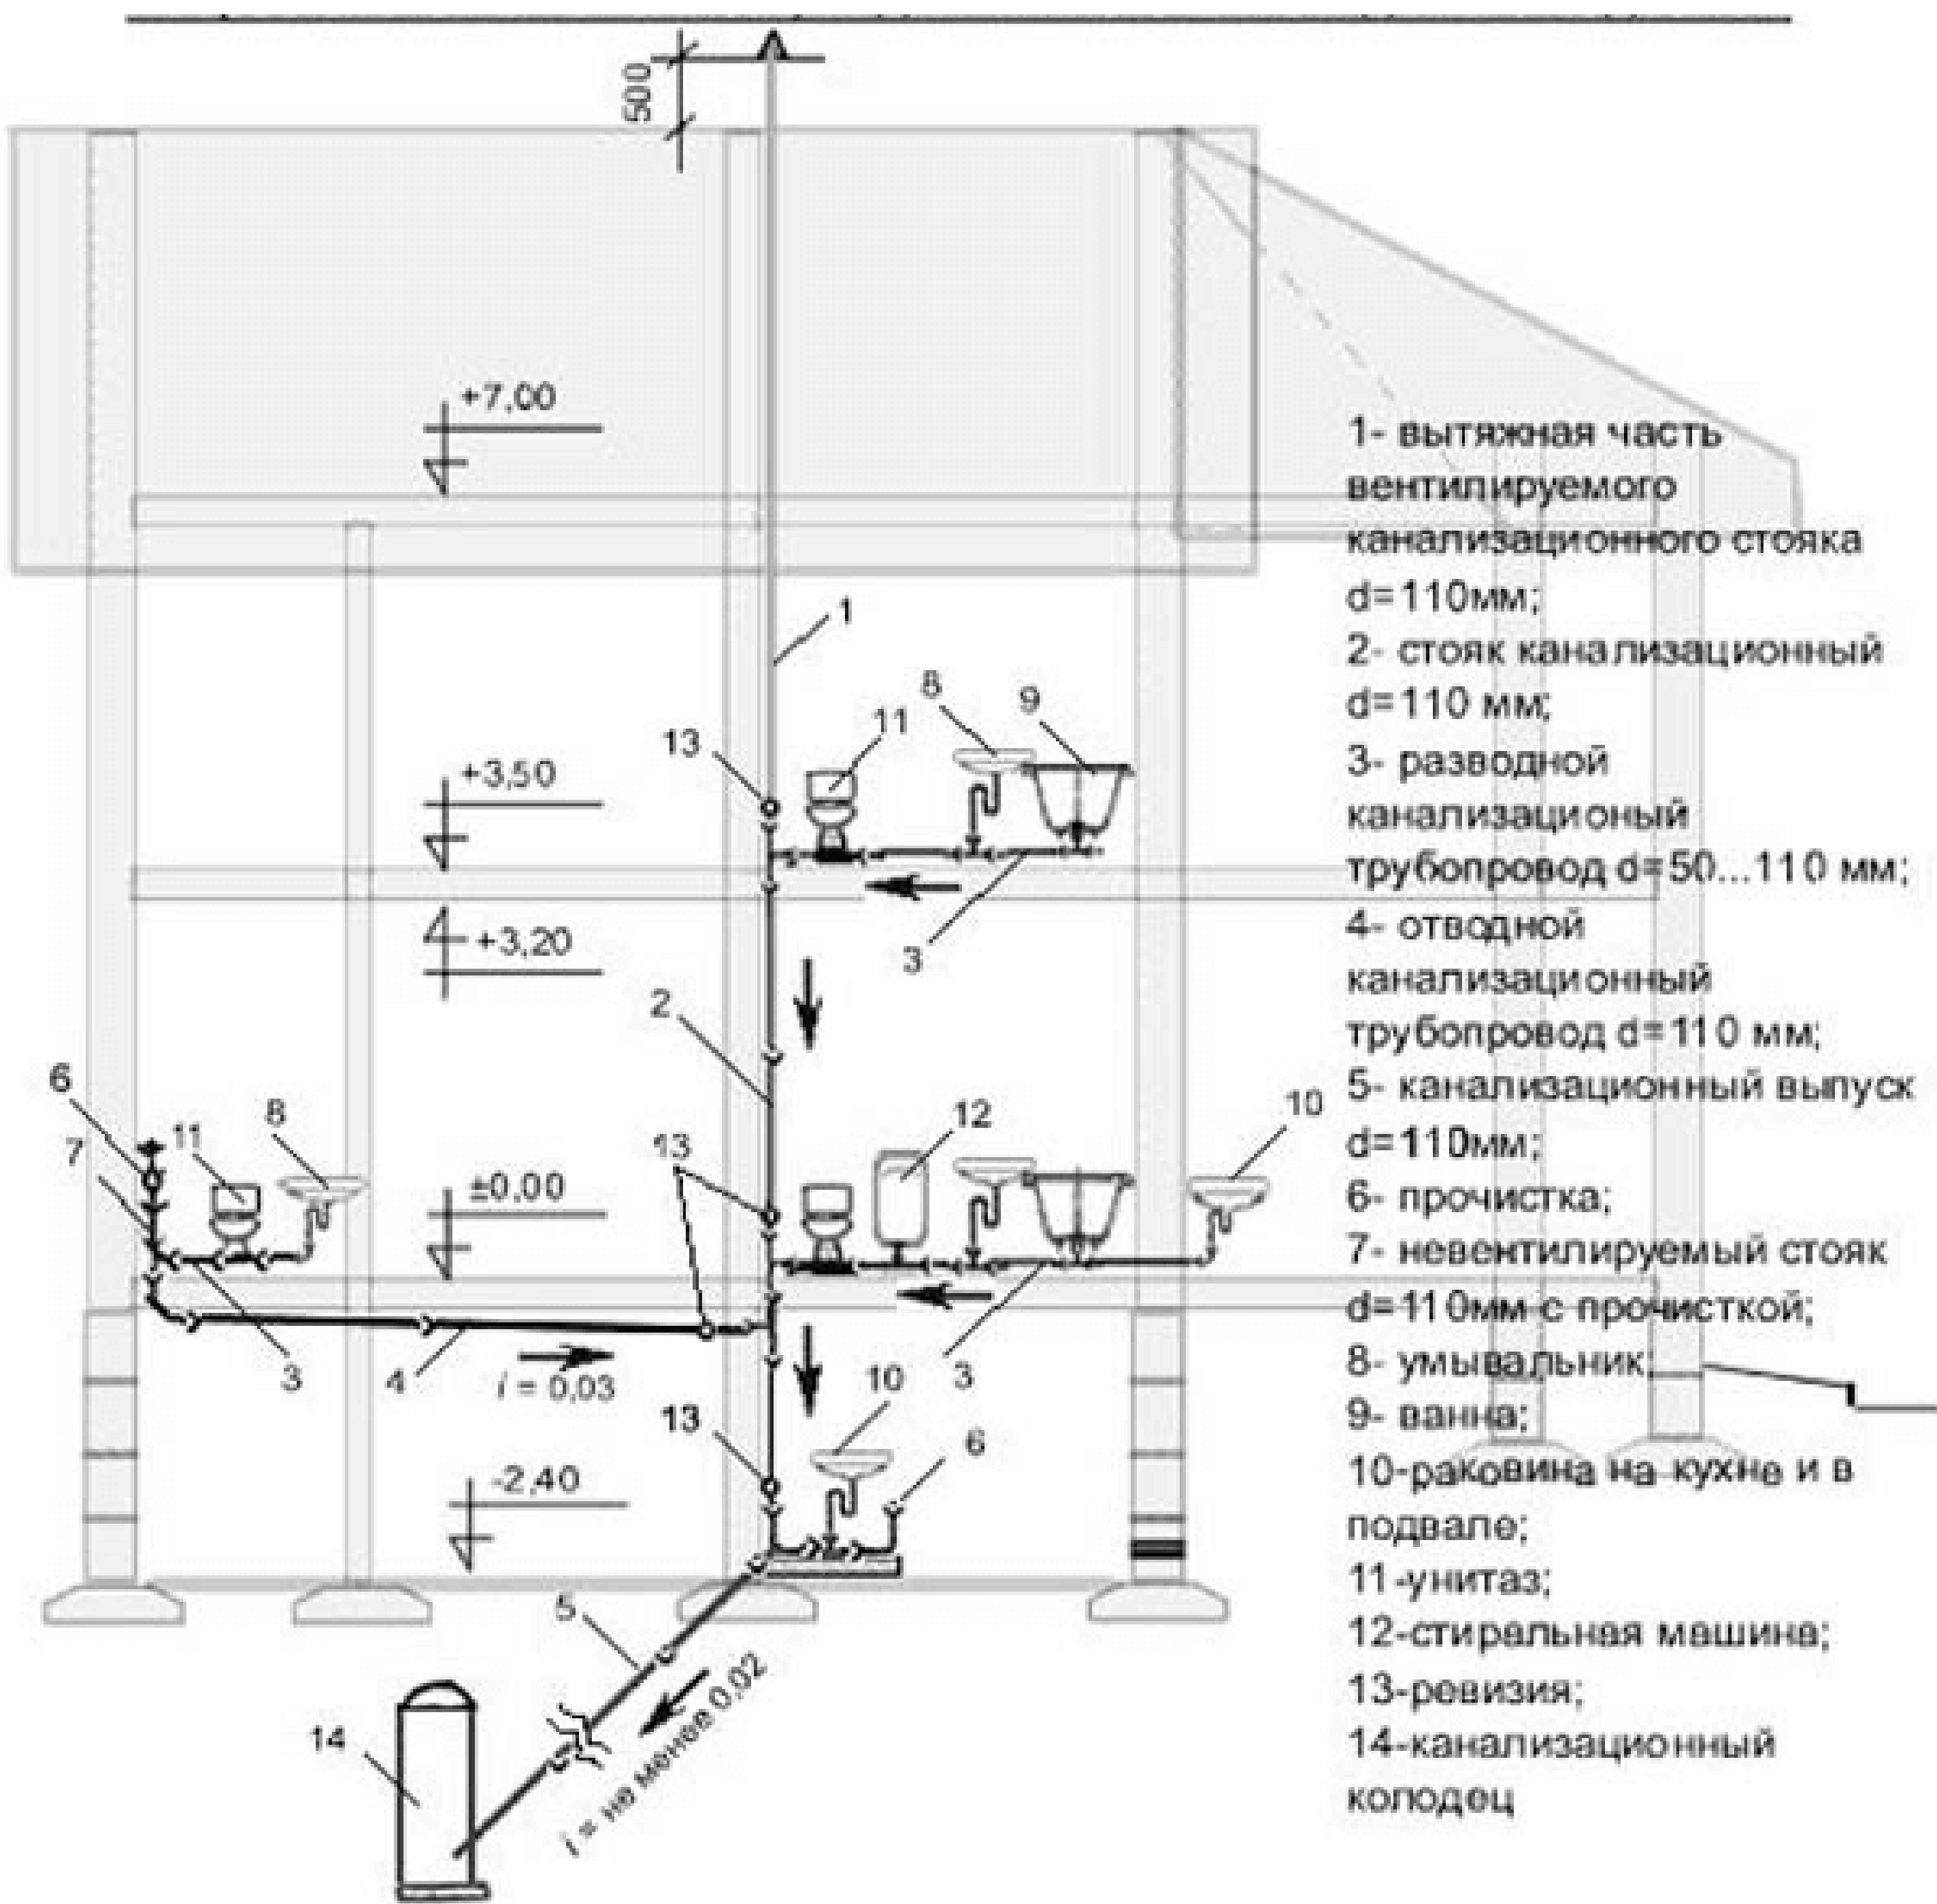 500
+7,00
1- вытяжная часть
вентилируемого
канализационного стояка
d=110мм;
2- стояк канализационный
d=110 мм;
3- разводной
канализационый
трубопровод d=50...110 мм;
4- отводной
канализационный
трубопровод d=110 мм;
5- канализационный выпуск
d=110мм;
6- прочистка;
7- невентилируемый стояк
d=110мм с прочисткой;
8- умывальник;
9- ванна;
10-раковина на кухне и в
подвале;
11-унитаз;
12-стиральная машина;
13-ревизия;
14-канализационный
колодец
1
8
9
11
13
+3,50
+3,20
3
2
6
7
11
8
13
12
10
±0,00
3
4
i = 0,03
3
10
13
6
-2,40
5
i = не менее 0,02
14